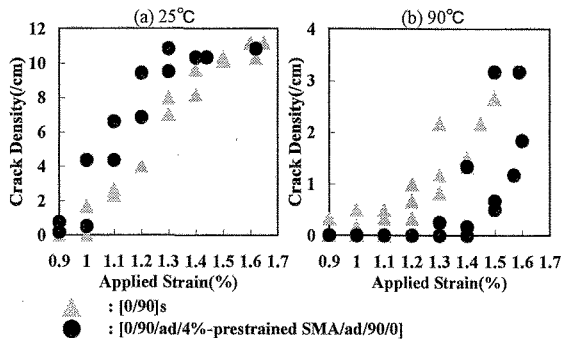 (a) 25℃
(b) 90℃
Crack Density(/cm)
12
10
8
6
4
2
0
0.9 1 1.1 1.2 1.3 1.4 1.5 1.6 1.7
Applied Strain(%)
Crack Density(/cm)
4
3
2
1
0
0.9 1 1.1 1.2 1.3 1.4 1.5 1.6 1.7
Applied Strain(%)
: [0/90]s
: [0/90/ad/4%-prestrained SMA/ad/90/0]